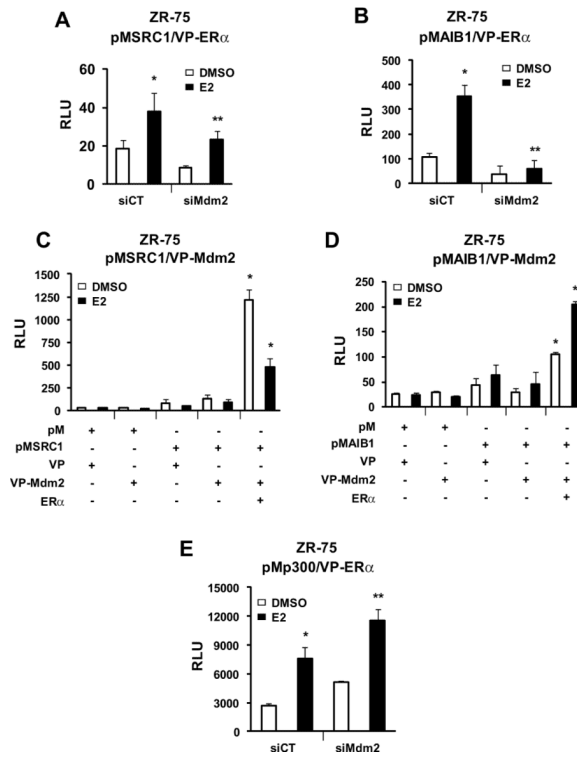 A
ZR-75
pMSRC1/VP-ERα
RLU
60
40
20
0
DMSO
E2
*
**
siCT siMdm2
B
ZR-75
pMAIB1/VP-ERα
RLU
500
400
300
200
100
0
DMSO
E2
*
**
siCT siMdm2
C
ZR-75
pMSRC1/VP-Mdm2
RLU
1500
1250
1000
750
500
250
0
DMSO
E2
*
*
pM + + - - -
pMSRC1 - - + + +
VP + - + - -
VP-Mdm2 - + - + +
ERα - - - - +
D
ZR-75
pMAIB1/VP-Mdm2
RLU
250
200
150
100
50
0
DMSO
E2
*
*
pM + + - - -
pMAIB1 - - + + +
VP + - + - -
VP-Mdm2 - + - + +
ERα - - - - +
E
ZR-75
pMp300/VP-ERα
RLU
15000
12000
9000
6000
3000
0
DMSO
E2
*
**
siCT siMdm2